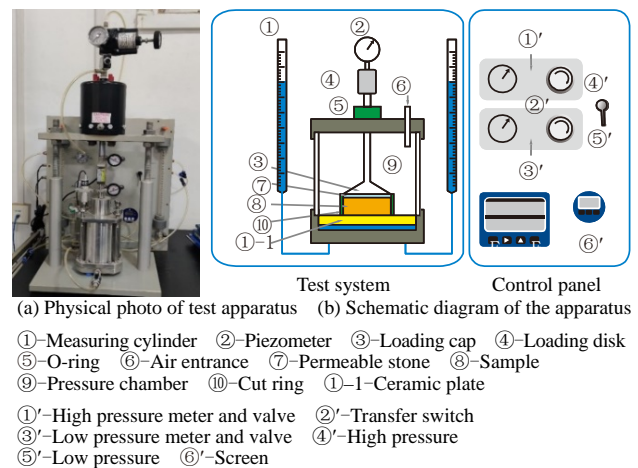 ① ② ①
④ ⑥
⑤
⑨
③
⑦
⑧
⑩
①-1
①′
④′
②′
⑤′
③′
⑥′
Test system Control panel
(a) Physical photo of test apparatus (b) Schematic diagram of the apparatus
①−Measuring cylinder ②−Piezometer ③−Loading cap ④−Loading disk
⑤−O-ring ⑥−Air entrance ⑦−Permeable stone ⑧−Sample
⑨−Pressure chamber ⑩−Cut ring ①–1−Ceramic plate
①′−High pressure meter and valve ②′−Transfer switch
③′−Low pressure meter and valve ④′−High pressure
⑤′−Low pressure ⑥′−Screen